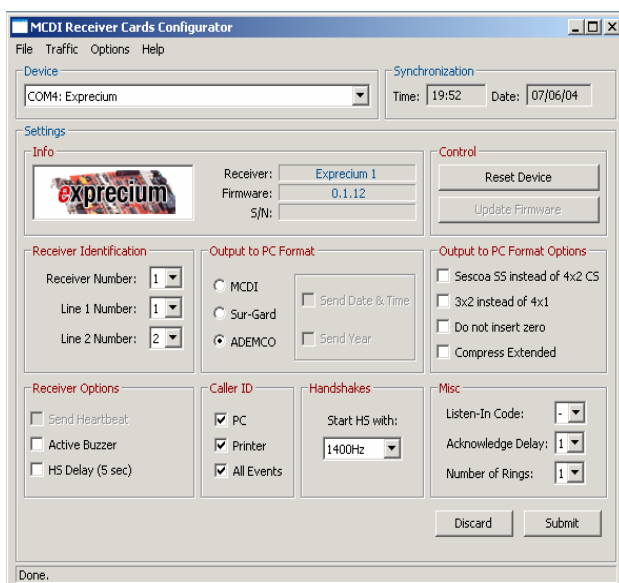 MCDI Receiver Cards Configurator
File Traffic Options Help
Device
COM4: Exprecium
Synchronization
Time: 19:52 Date: 07/06/04
Settings
Info
exprecium
Receiver: Exprecium 1
Firmware: 0.1.12
S/N:
Control
Reset Device
Update Firmware
Receiver Identification
Receiver Number: 1
Line 1 Number: 1
Line 2 Number: 2
Output to PC Format
MCDI
Sur-Gard
ADEMCO
Send Date & Time
Send Year
Output to PC Format Options
Sescoa SS instead of 4x2 CS
3x2 instead of 4x1
Do not insert zero
Compress Extended
Receiver Options
Send Heartbeat
Active Buzzer
HS Delay (5 sec)
Caller ID
PC
Printer
All Events
Handshakes
Start HS with:
1400Hz
Misc
Listen-In Code: -
Acknowledge Delay: 1
Number of Rings: 1
Discard
Submit
Done.